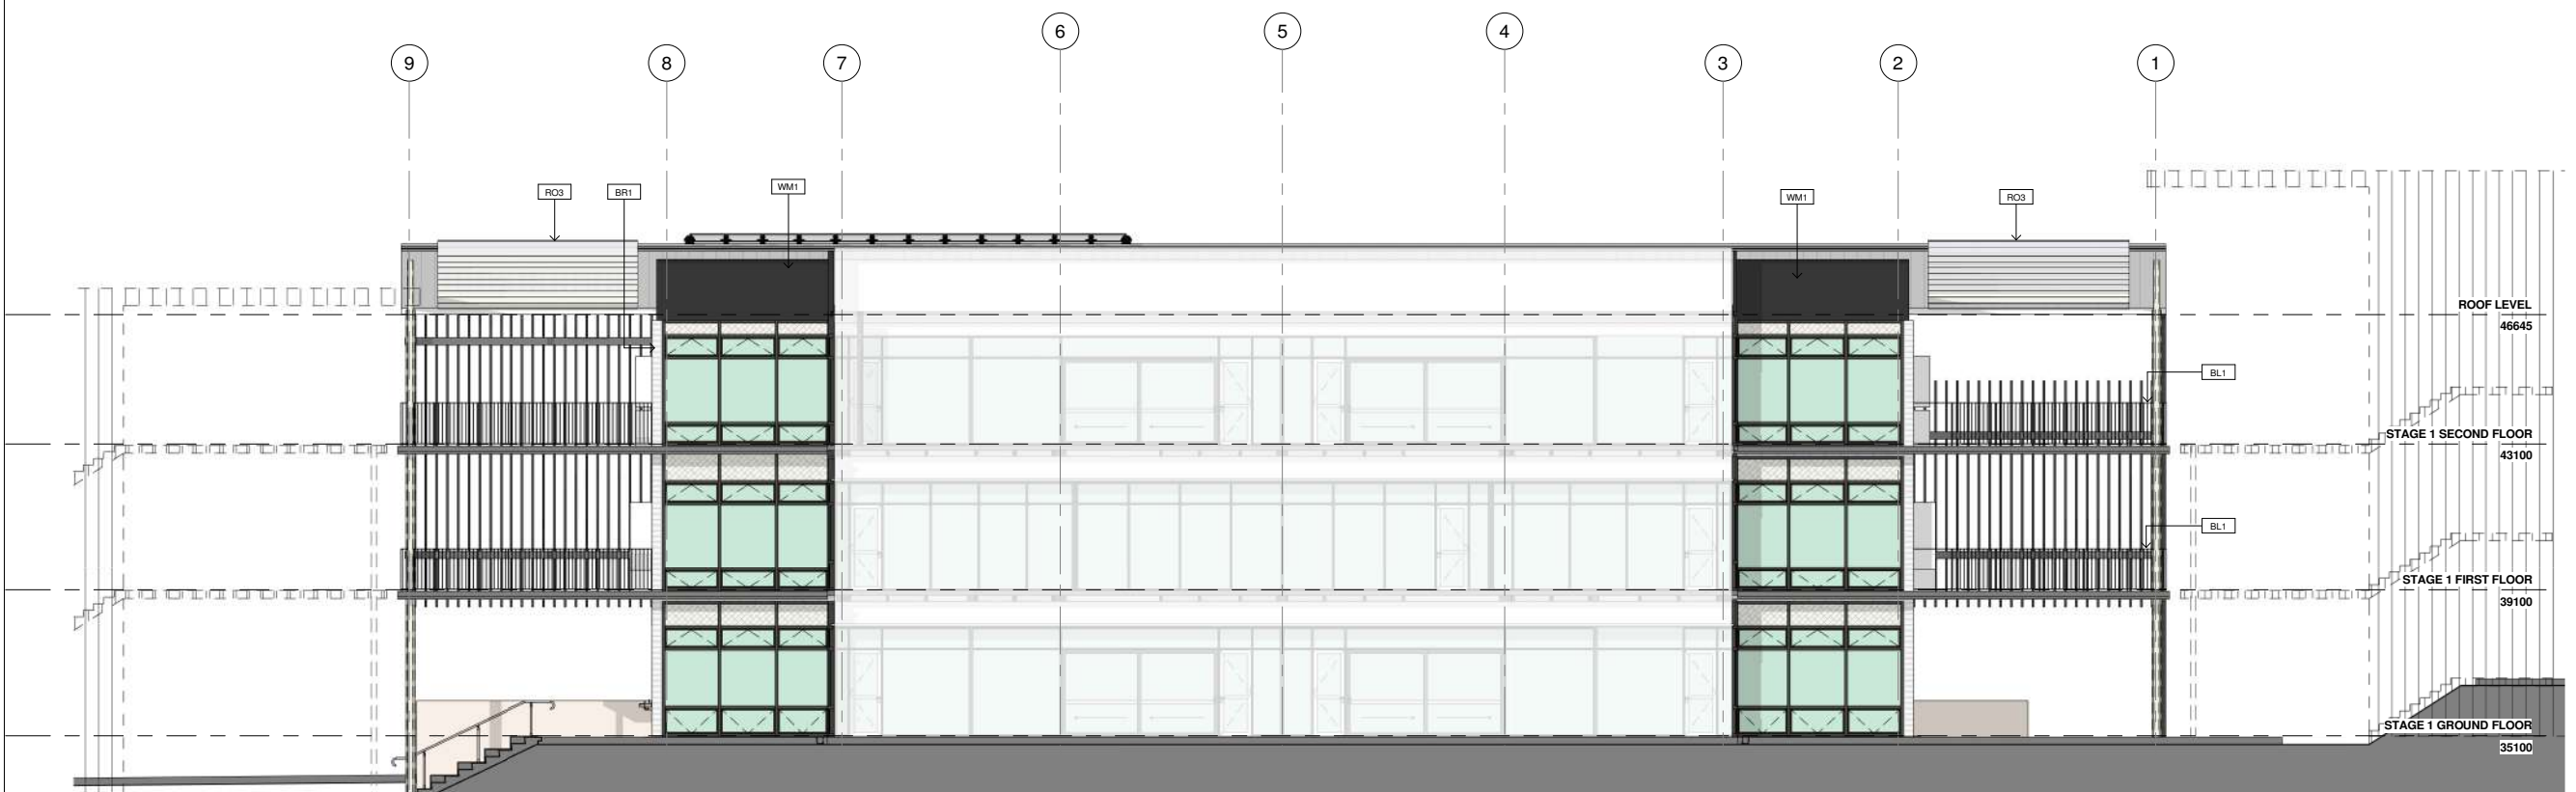 6
5
4
9
8
7
3
2
1
RO3
BR1
WM1
WM1
RO3
ROOF LEVEL
46645
BL1
STAGE 1 SECOND FLOOR
43100
BL1
STAGE 1 FIRST FLOOR
39100
STAGE 1 GROUND FLOOR
35100